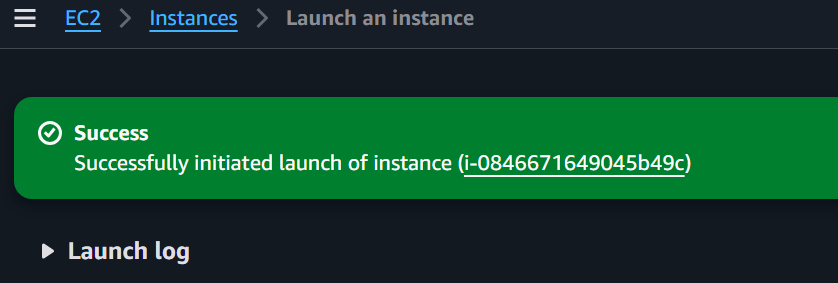 EC2 > Instances > Launch an instance
Success
Successfully initiated launch of instance (i-0846671649045b49c)
Launch log